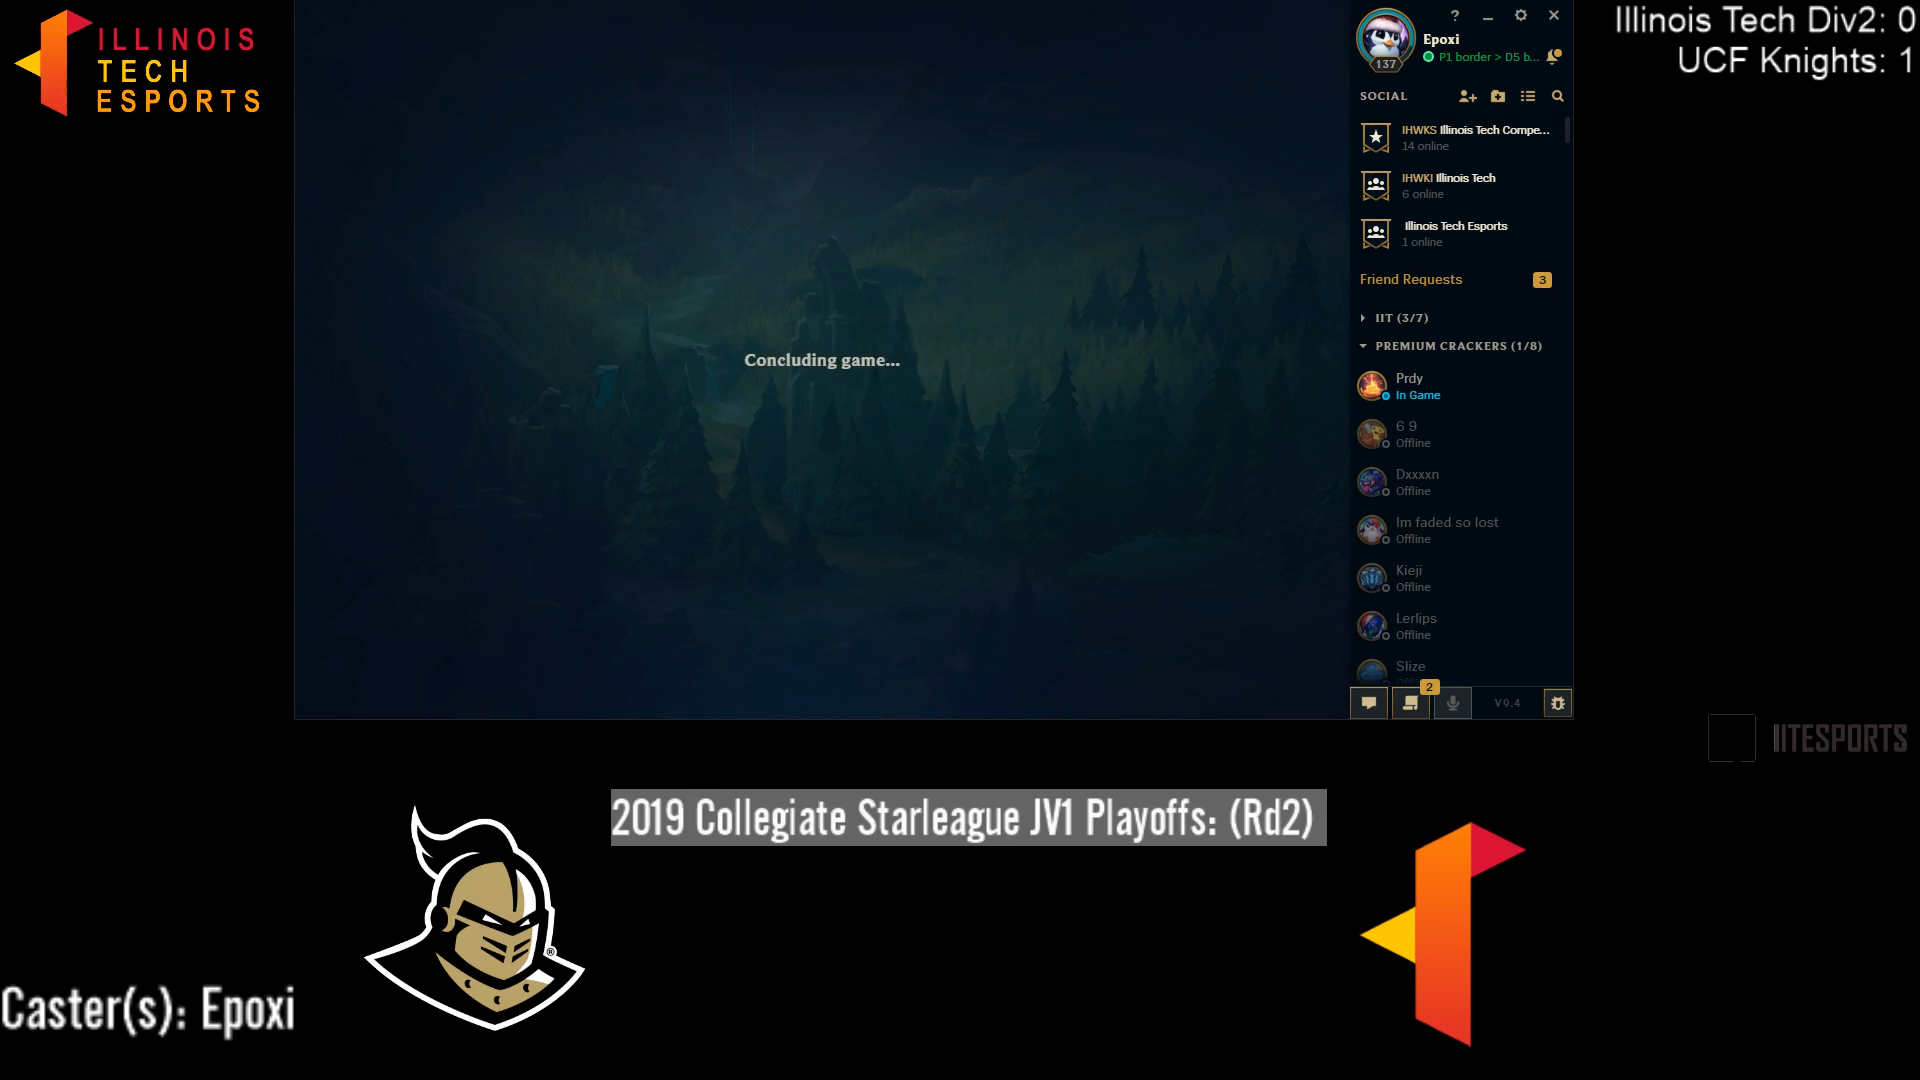 ILLINOIS
TECH
ESPORTS
Illinois Tech Div2: 0
UCF Knights: 1
?
137
Epoxi
P1 border > D5 b...
SOCIAL
IHWKS Illinois Tech Compe...
14 online
IHWKI Illinois Tech
6 online
Illinois Tech Esports
1 online
Friend Requests
3
IIT (3/7)
PREMIUM CRACKERS (1/8)
Prdy
In Game
6 9
Offline
Dxxxxn
Offline
Im faded so lost
Offline
Kieji
Offline
Lerlips
Offline
Slize
Offline
2
V9.4
Concluding game...
IITESPORTS
2019 Collegiate Starleague JV1 Playoffs: (Rd2)
®
Caster(s): Epoxi